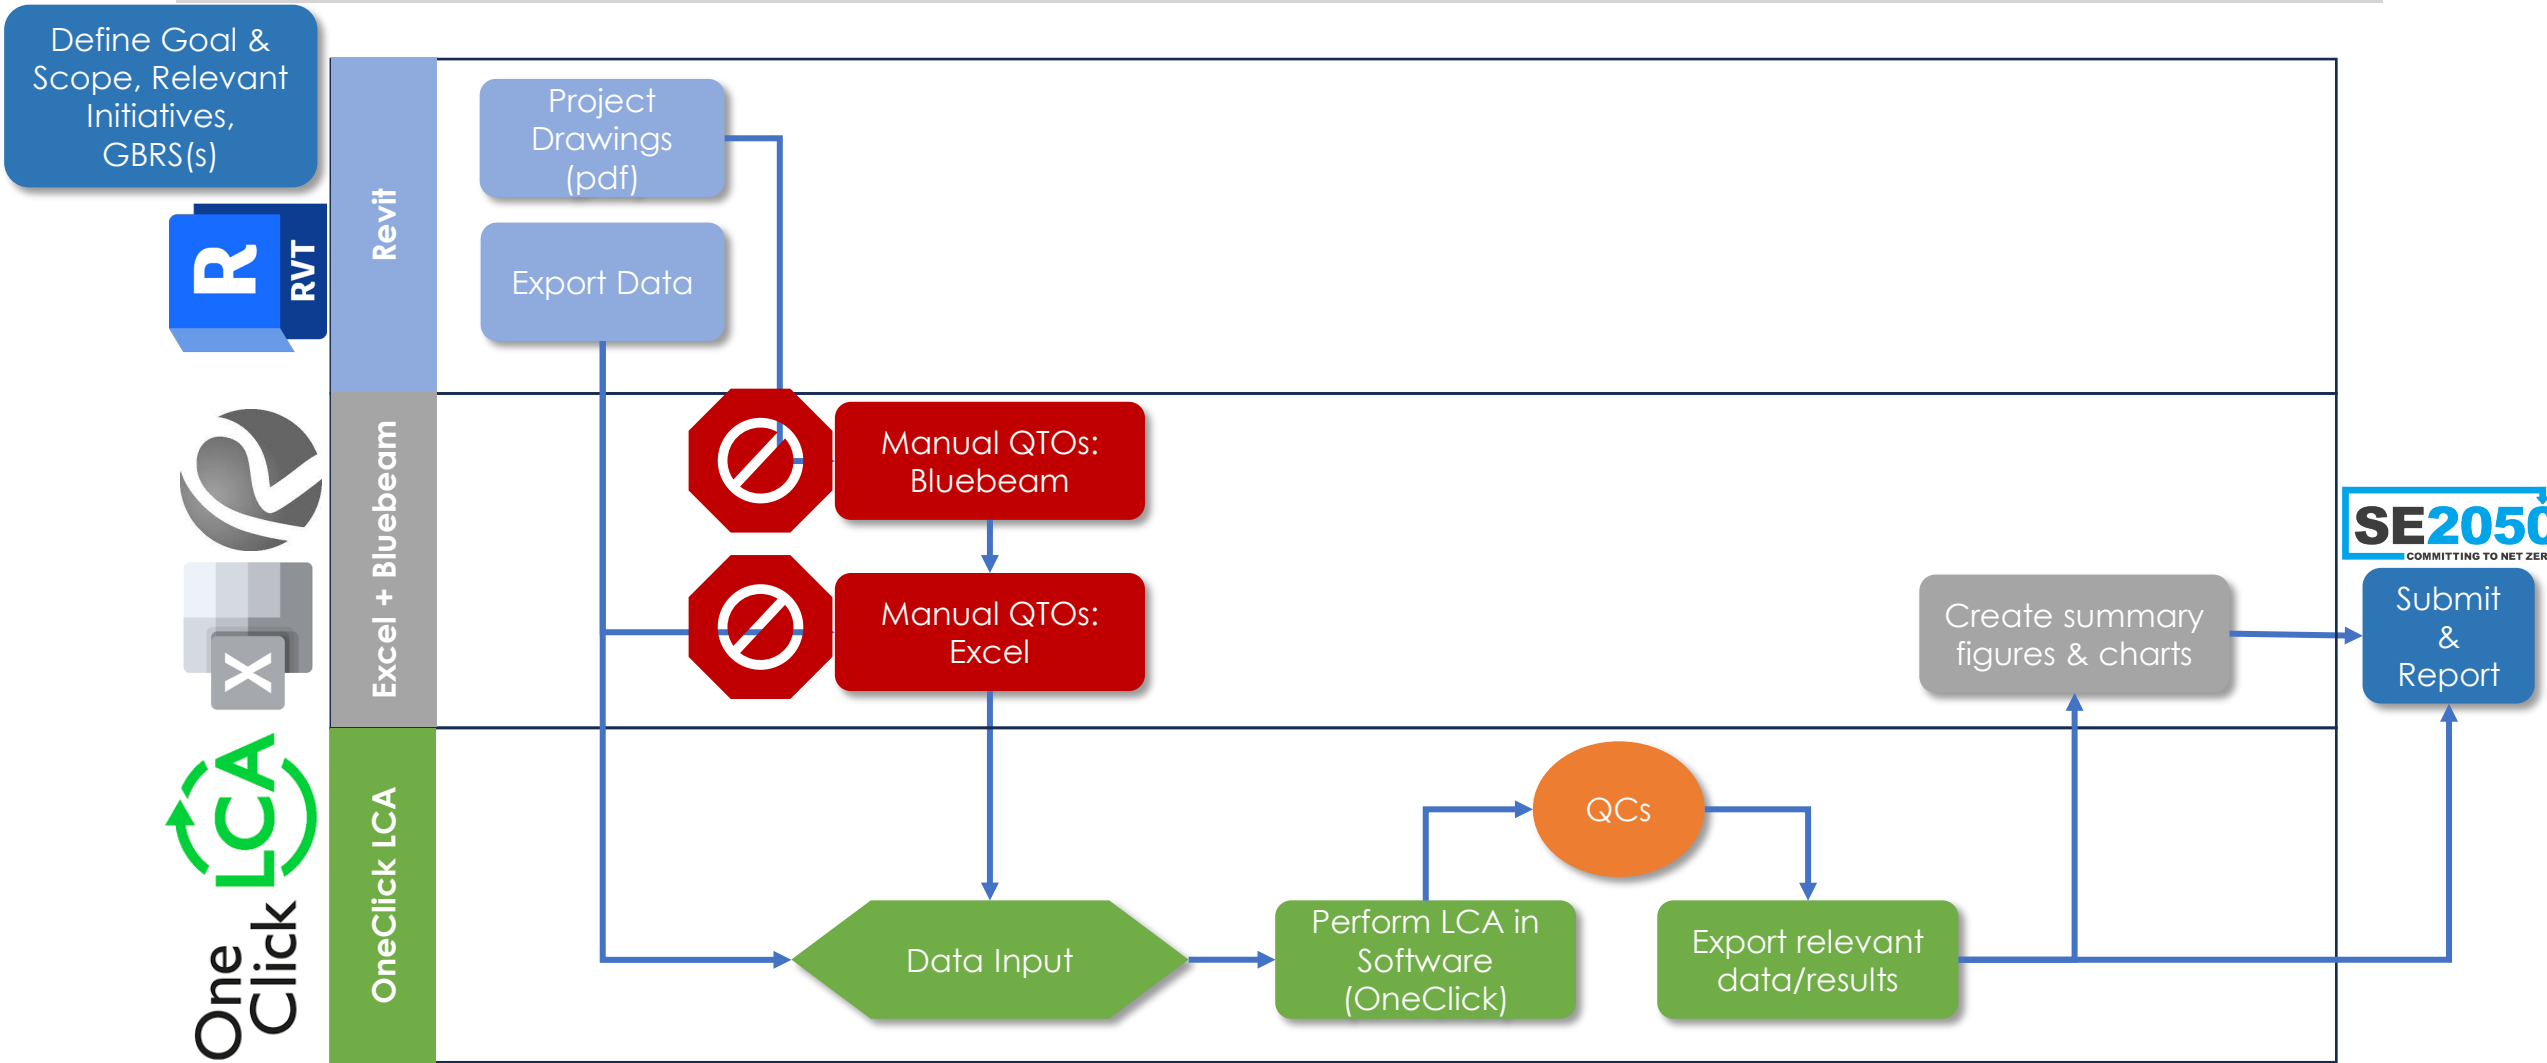 Define Goal &
Scope, Relevant
Initiatives,
GBRS(s)
R
RVT
Revit
Project
Drawings
(pdf)
Export Data
Excel + Bluebeam
X
Manual QTOs:
Bluebeam
Manual QTOs:
Excel
Create summary
figures & charts
SE2050
COMMITTING TO NET ZER
Submit
&
Report
One
Click
LCA
OneClick LCA
Data Input
Perform LCA in
Software
(OneClick)
QCs
Export relevant
data/results